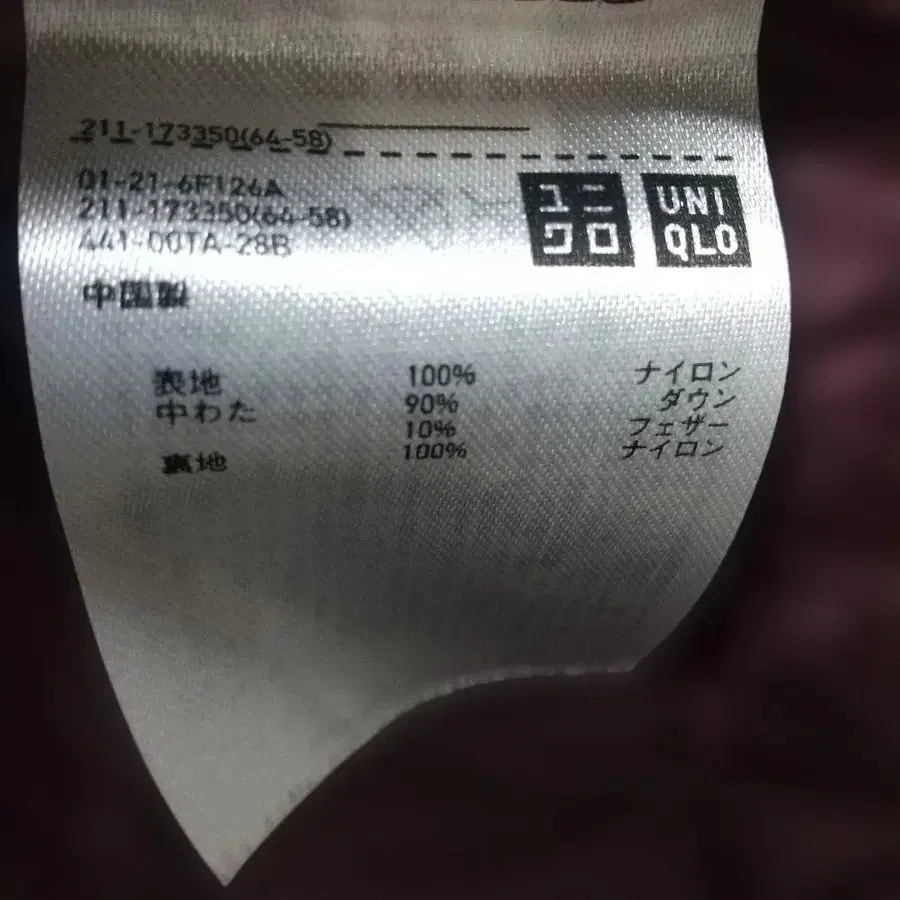 211-173350(64-58)
01-21-6F126A
211-173350(64-58)
441-00TA-28B
ユニ
クロ
UNI
QLO
中国製
表地 100% ナイロン
中わた 90% ダウン
10% フェザー
裏地 100% ナイロン